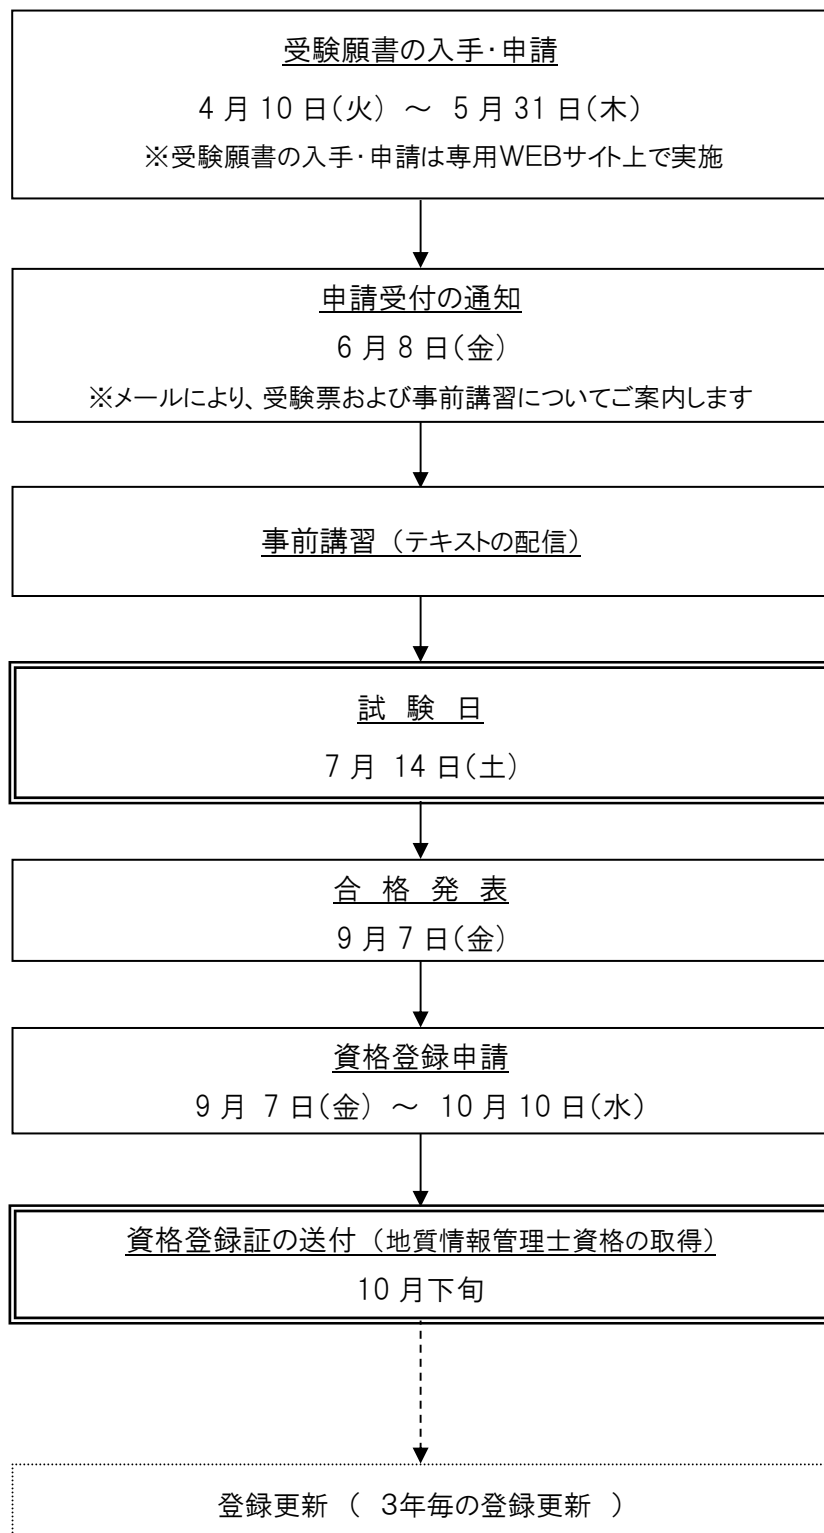 受験願書の入手・申請
4 月 10 日（火） ～ 5 月 31 日（木）
※受験願書の入手・申請は専用WEBサイト上で実施
申請受付の通知
6 月 8 日（金）
※メールにより、受験票および事前講習についてご案内します
事前講習 （テキストの配信）
試 験 日
7 月 14 日（土）
合 格 発 表
9 月 7 日（金）
資格登録申請
9 月 7 日（金） ～ 10 月 10 日（水）
資格登録証の送付 （地質情報管理士資格の取得）
10 月下旬
登録更新 （ 3年毎の登録更新 ）